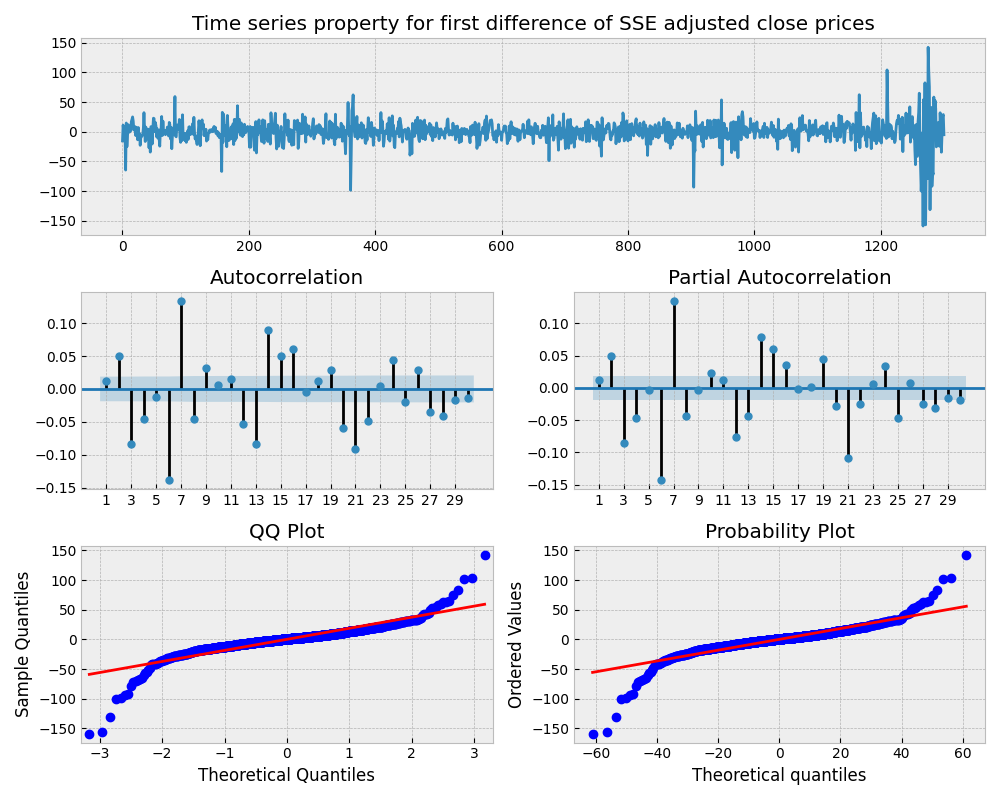 Time series property for first difference of SSE adjusted close prices
150
100
50
0
−50
−100
−150
0 200 400 600 800 1000 1200
Autocorrelation
0.10
0.05
0.00
−0.05
−0.10
−0.15
1 3 5 7 9 11 13 15 17 19 21 23 25 27 29
Partial Autocorrelation
0.10
0.05
0.00
−0.05
−0.10
−0.15
1 3 5 7 9 11 13 15 17 19 21 23 25 27 29
QQ Plot
Sample Quantiles
150
100
50
0
−50
−100
−150
−3 −2 −1 0 1 2 3
Theoretical Quantiles
Probability Plot
Ordered Values
150
100
50
0
−50
−100
−150
−60 −40 −20 0 20 40 60
Theoretical quantiles